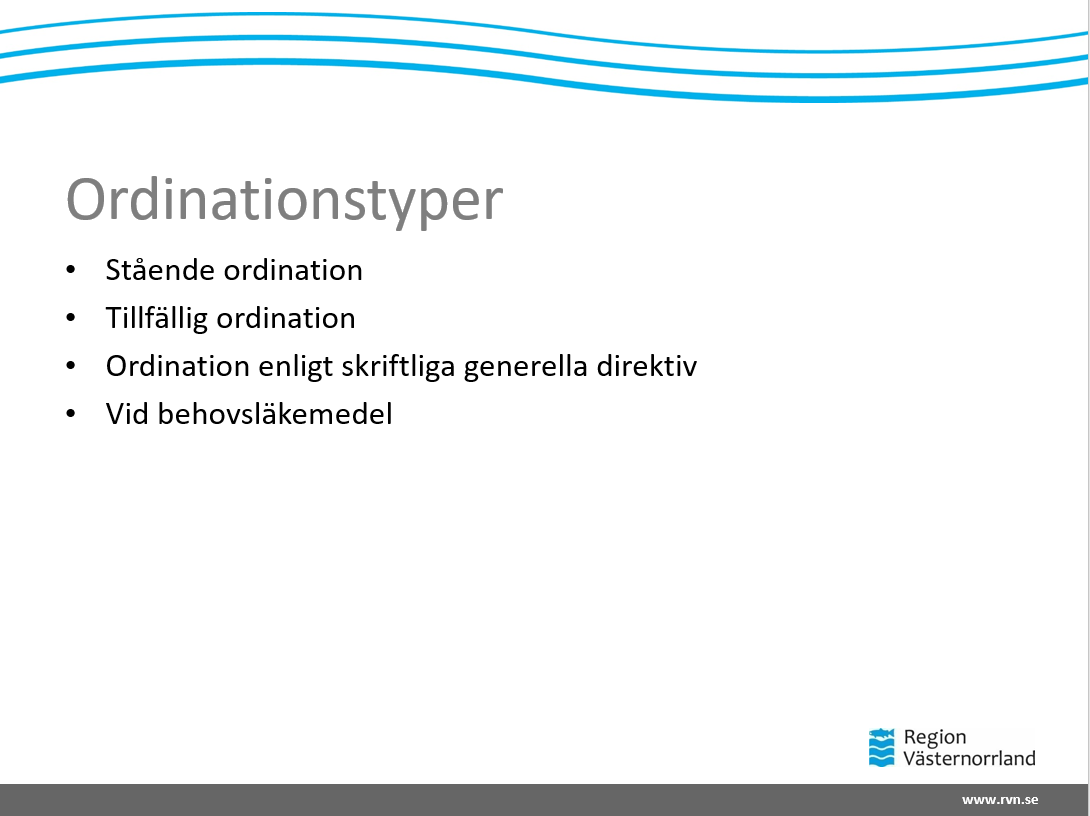 Ordinationstyper
• Stående ordination
• Tillfällig ordination
• Ordination enligt skriftliga generella direktiv
• Vid behovsläkemedel
Region
Västernorrland
www.rvn.se